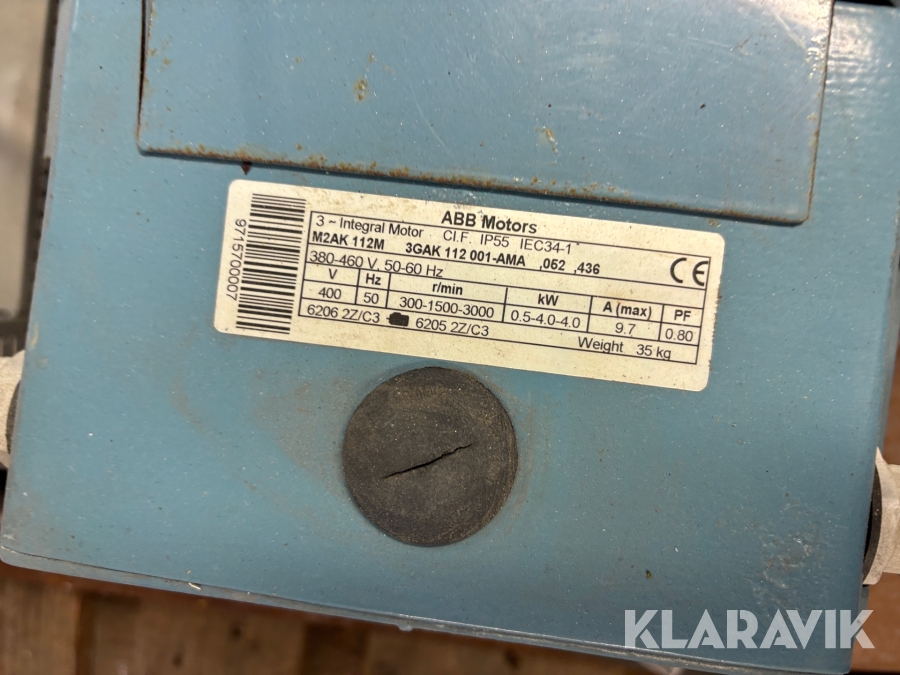 ABB Motors
3 ~ Integral Motor CI.F. IP55 IEC34-1
M2AK 112M 3GAK 112 001-AMA ,052 ,436
380-460 V, 50-60 Hz
V Hz r/min kW A (max) PF
400 50 300-1500-3000 0.5-4.0-4.0 9.7 0.80
6206 2Z/C3 6205 2Z/C3 Weight 35 kg
CE
9715700007
KLARAVIK